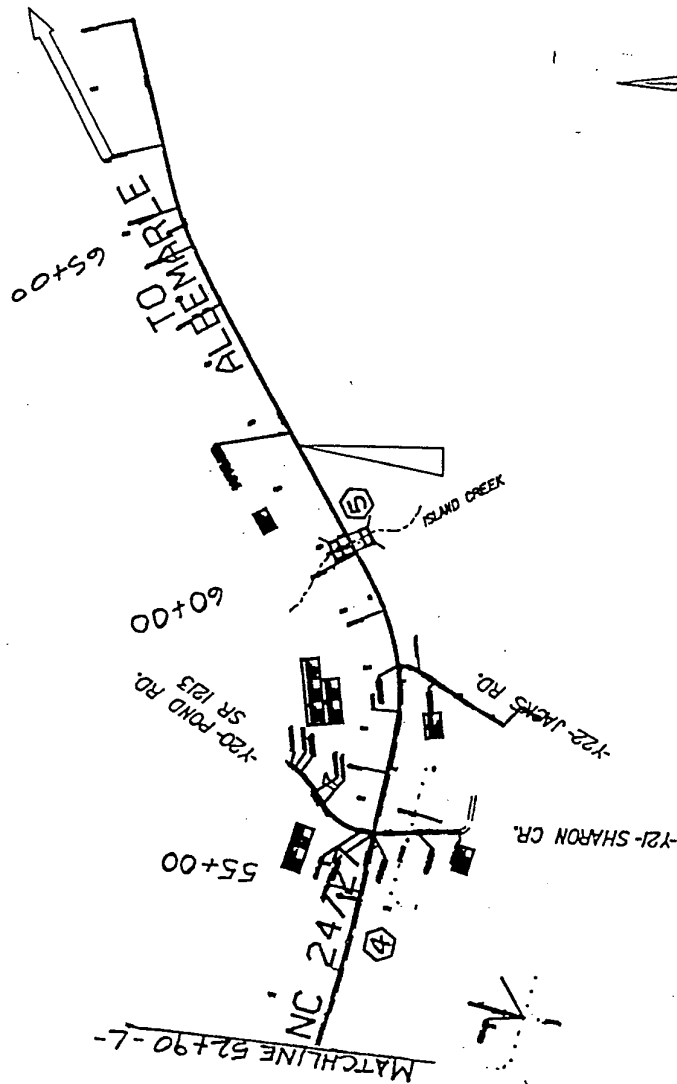 TO
ALBEMARLE
65+00
5
ISLAND CREEK
60+00
-Y20- POND RD.
SR 1213
-Y22- JACKS RD.
-Y21- SHARON CR.
55+00
NC 24/27
4
MATCHLINE 52+90 -L-